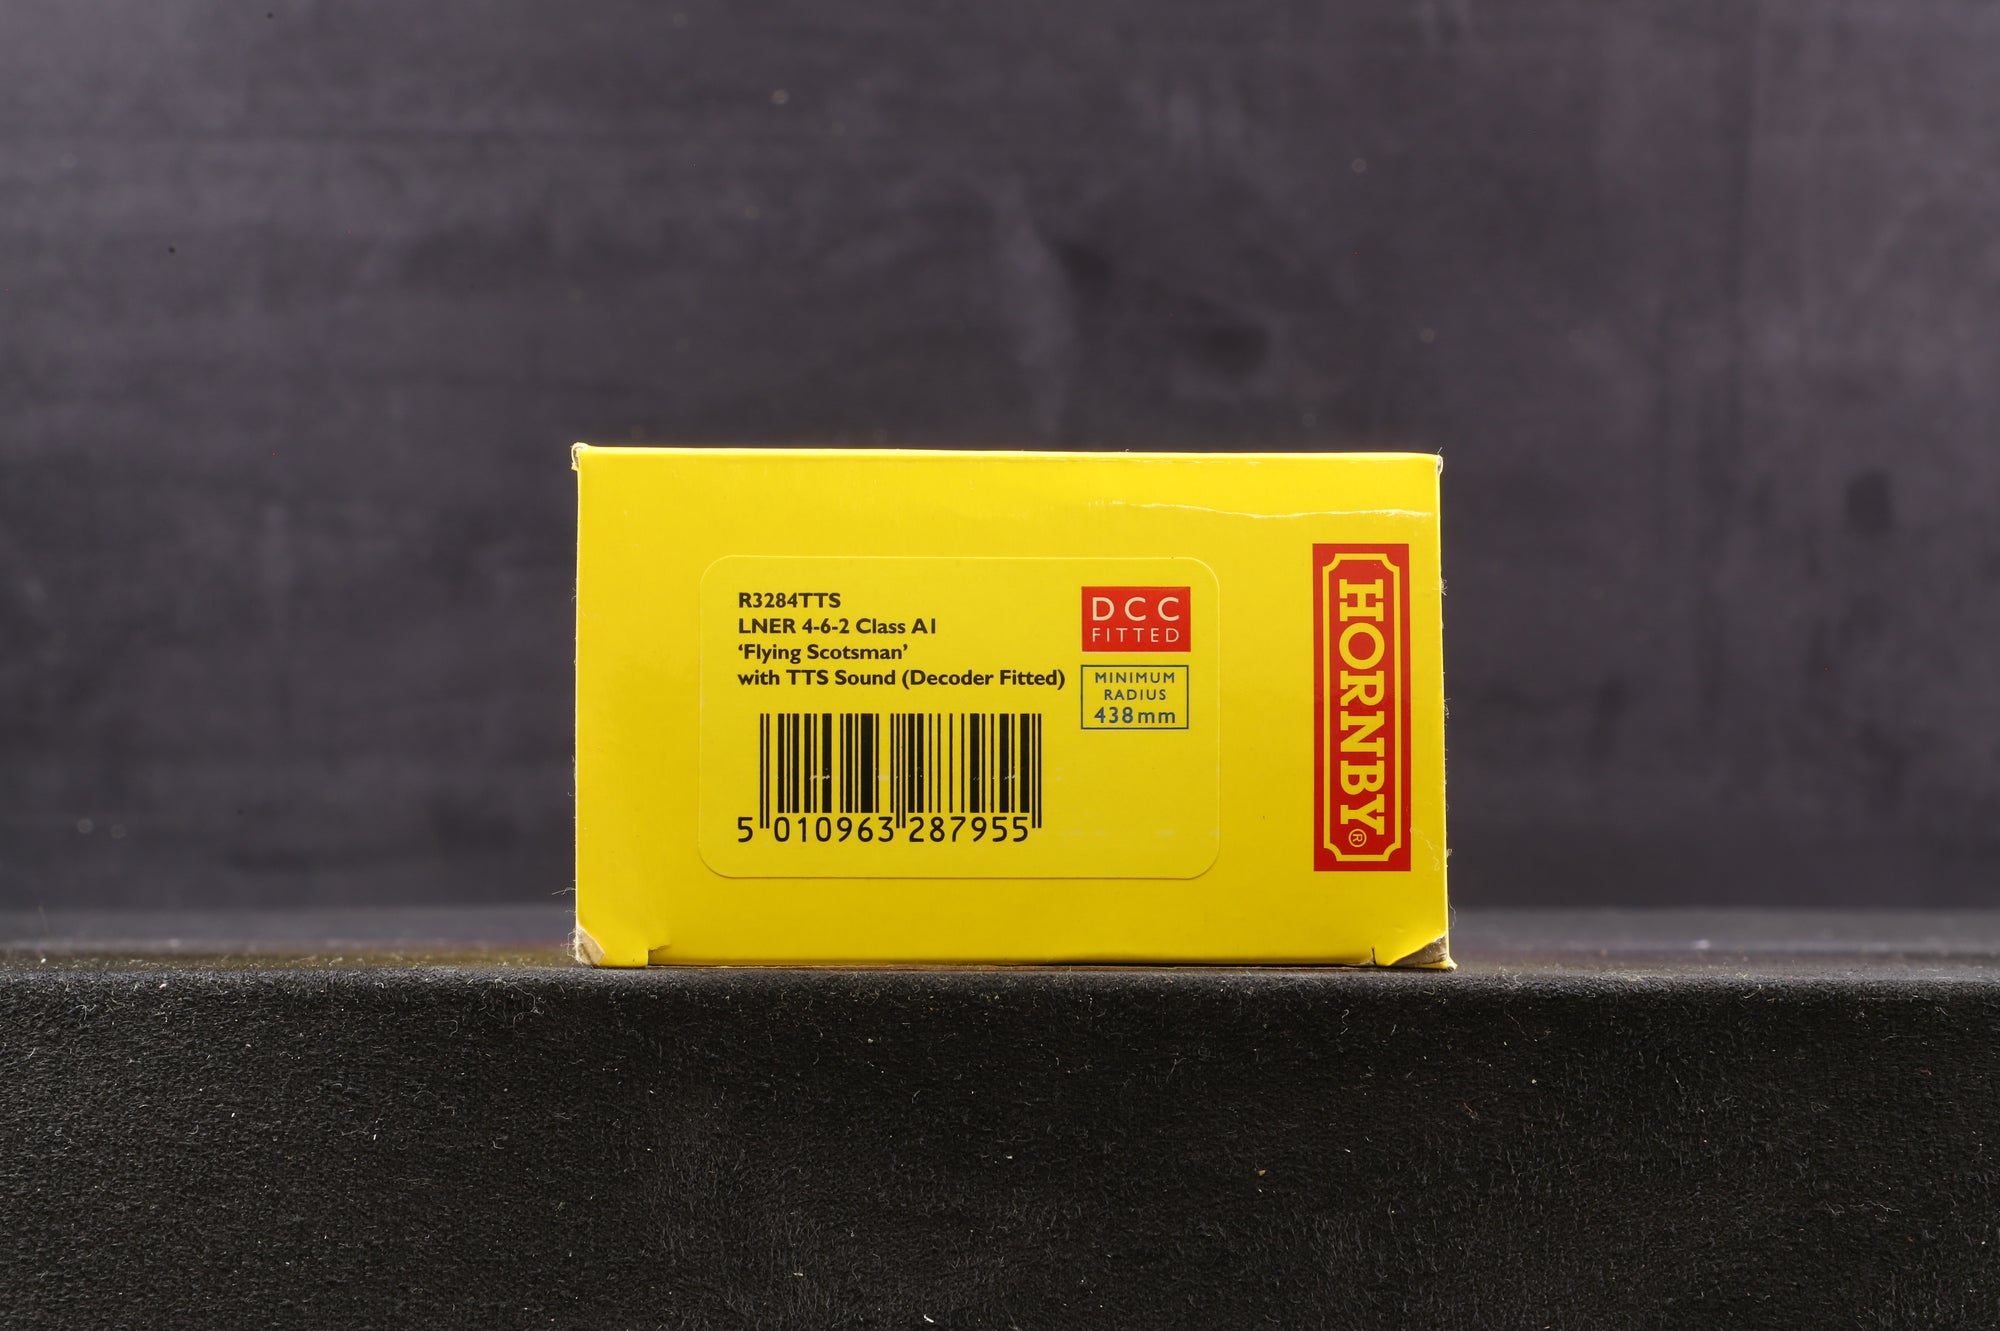 R3284TTS
LNER 4-6-2 Class A1
‘Flying Scotsman’
with TTS Sound (Decoder Fitted)
5 010963 287955
DCC
FITTED
MINIMUM
RADIUS
438mm
HORNBY®